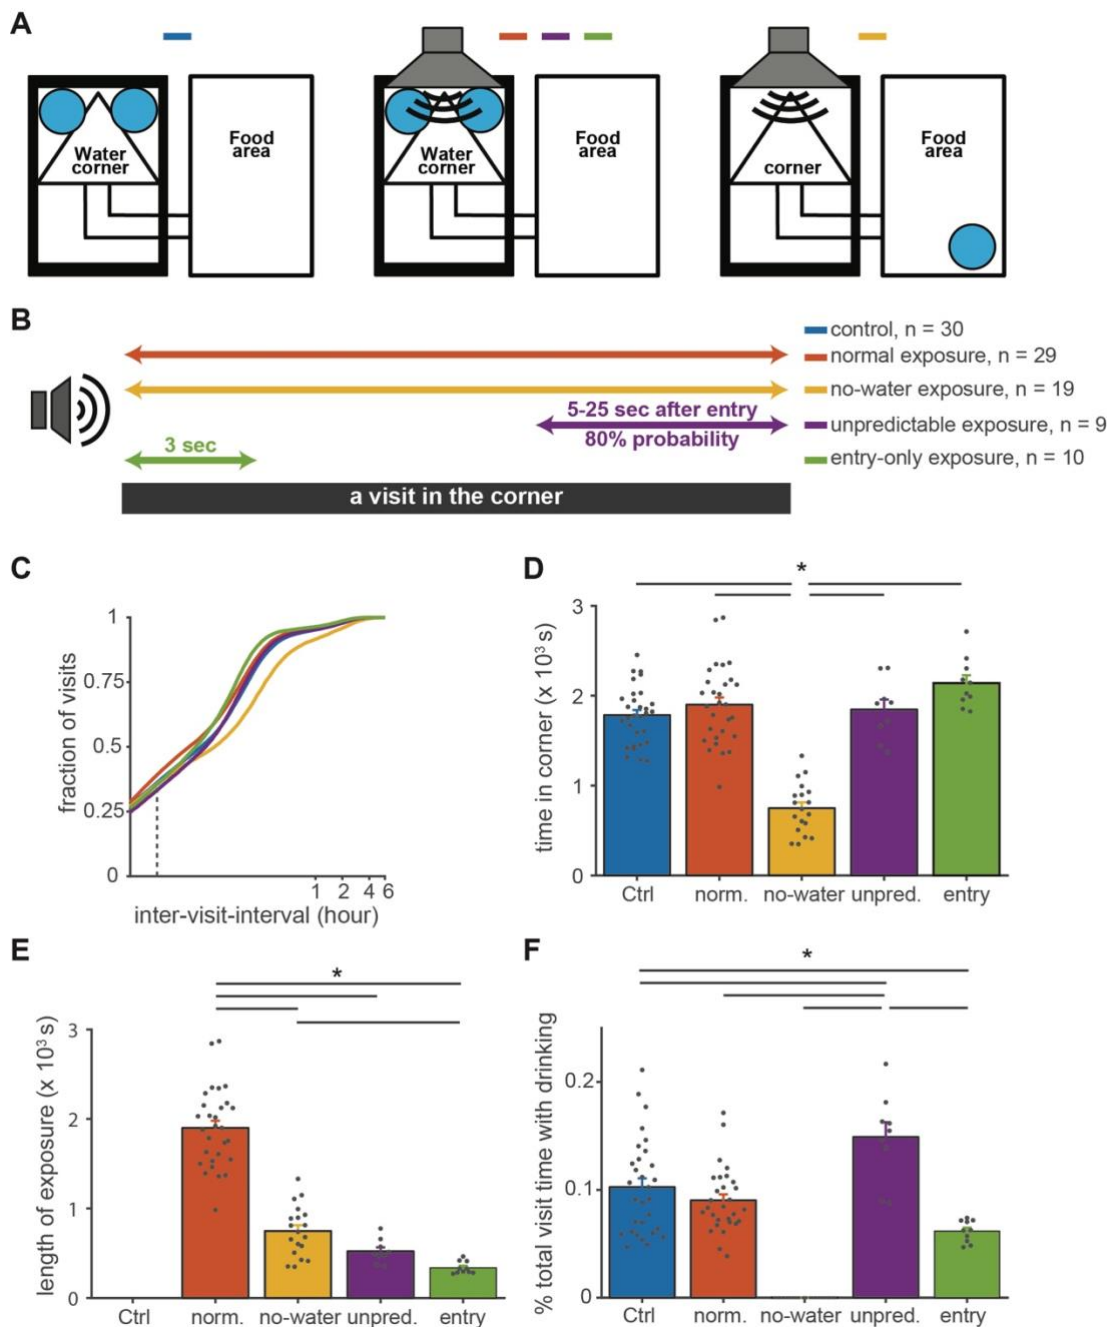 A
Water
corner
Food
area
Water
corner
Food
area
corner
Food
area
B
control, n = 30
normal exposure, n = 29
no-water exposure, n = 19
5-25 sec after entry
80% probability
unpredictable exposure, n = 9
3 sec
entry-only exposure, n = 10
a visit in the corner
C
fraction of visits
1
0.75
0.5
0.25
0
1 2 4 6
inter-visit-interval (hour)
D
*
time in corner (x 10³ s)
3
2
1
0
Ctrl norm. no-water unpred. entry
E
*
length of exposure (x 10³ s)
3
2
1
0
Ctrl norm. no-water unpred. entry
F
*
% total visit time with drinking
0.2
0.1
0
Ctrl norm. no-water unpred. entry